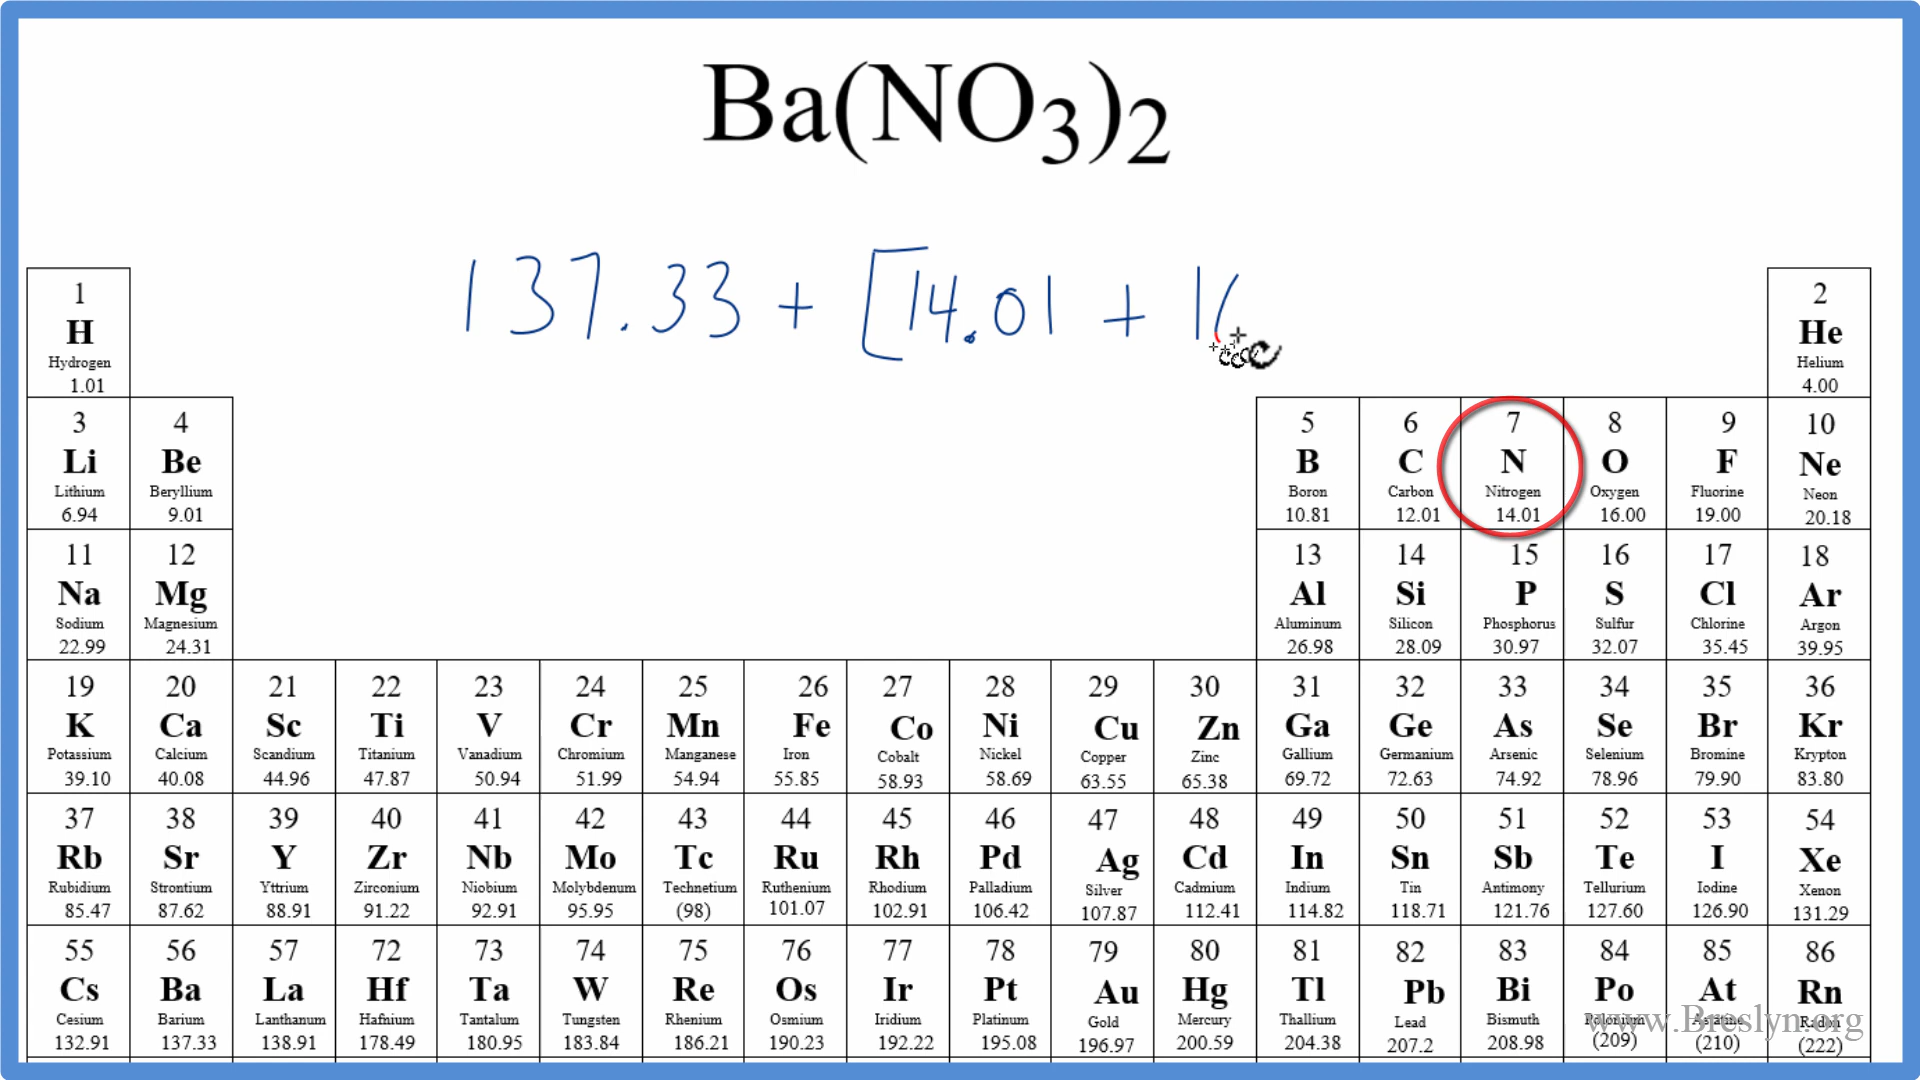 Ba(NO3)2
137.33 + [14.01 + 16
1 2
H He
Hydrogen Helium
1.01 4.00
3 4 5 6 7 8 9 10
Li Be B C N O F Ne
Lithium Beryllium Boron Carbon Nitrogen Oxygen Fluorine Neon
6.94 9.01 10.81 12.01 14.01 16.00 19.00 20.18
11 12 13 14 15 16 17 18
Na Mg Al Si P S Cl Ar
Sodium Magnesium Aluminum Silicon Phosphorus Sulfur Chlorine Argon
22.99 24.31 26.98 28.09 30.97 32.07 35.45 39.95
19 20 21 22 23 24 25 26 27 28 29 30 31 32 33 34 35 36
K Ca Sc Ti V Cr Mn Fe Co Ni Cu Zn Ga Ge As Se Br Kr
Potassium Calcium Scandium Titanium Vanadium Chromium Manganese Iron Cobalt Nickel Copper Zinc Gallium Germanium Arsenic Selenium Bromine Krypton
39.10 40.08 44.96 47.87 50.94 51.99 54.94 55.85 58.93 58.69 63.55 65.38 69.72 72.63 74.92 78.96 79.90 83.80
37 38 39 40 41 42 43 44 45 46 47 48 49 50 51 52 53 54
Rb Sr Y Zr Nb Mo Tc Ru Rh Pd Ag Cd In Sn Sb Te I Xe
Rubidium Strontium Yttrium Zirconium Niobium Molybdenum Technetium Ruthenium Rhodium Palladium Silver Cadmium Indium Tin Antimony Tellurium Iodine Xenon
85.47 87.62 88.91 91.22 92.91 95.95 (98) 101.07 102.91 106.42 107.87 112.41 114.82 118.71 121.76 127.60 126.90 131.29
55 56 57 72 73 74 75 76 77 78 79 80 81 82 83 84 85 86
Cs Ba La Hf Ta W Re Os Ir Pt Au Hg Tl Pb Bi Po At Rn
Cesium Barium Lanthanum Hafnium Tantalum Tungsten Rhenium Osmium Iridium Platinum Gold Mercury Thallium Lead Bismuth Polonium Astatine Radon
132.91 137.33 138.91 178.49 180.95 183.84 186.21 190.23 192.22 195.08 196.97 200.59 204.38 207.2 208.98 (209) (210) (222)
www.Breslyn.org